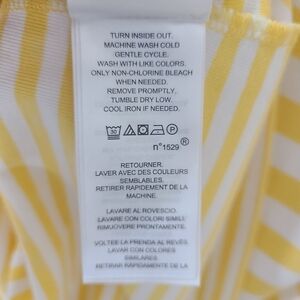 TURN INSIDE OUT.
MACHINE WASH COLD
GENTLE CYCLE.
WASH WITH LIKE COLORS.
ONLY NON-CHLORINE BLEACH
WHEN NEEDED.
REMOVE PROMPTLY,
TUMBLE DRY LOW.
COOL IRON IF NEEDED.
30 P
n°1529 ®
RETOURNER.
LAVER AVEC DES COULEURS
SEMBLABLES.
RETIRER RAPIDEMENT DE LA
MACHINE.
LAVARE AL ROVESCIO.
LAVARE CON COLORI SIMILI
RIMUOVERE PRONTAMENTE.
VOLTEE LA PRENDA AL REVÉS.
LAVAR CON COLORES
SIMILARES.
RETIRAR RÁPIDAMENTE DE LA